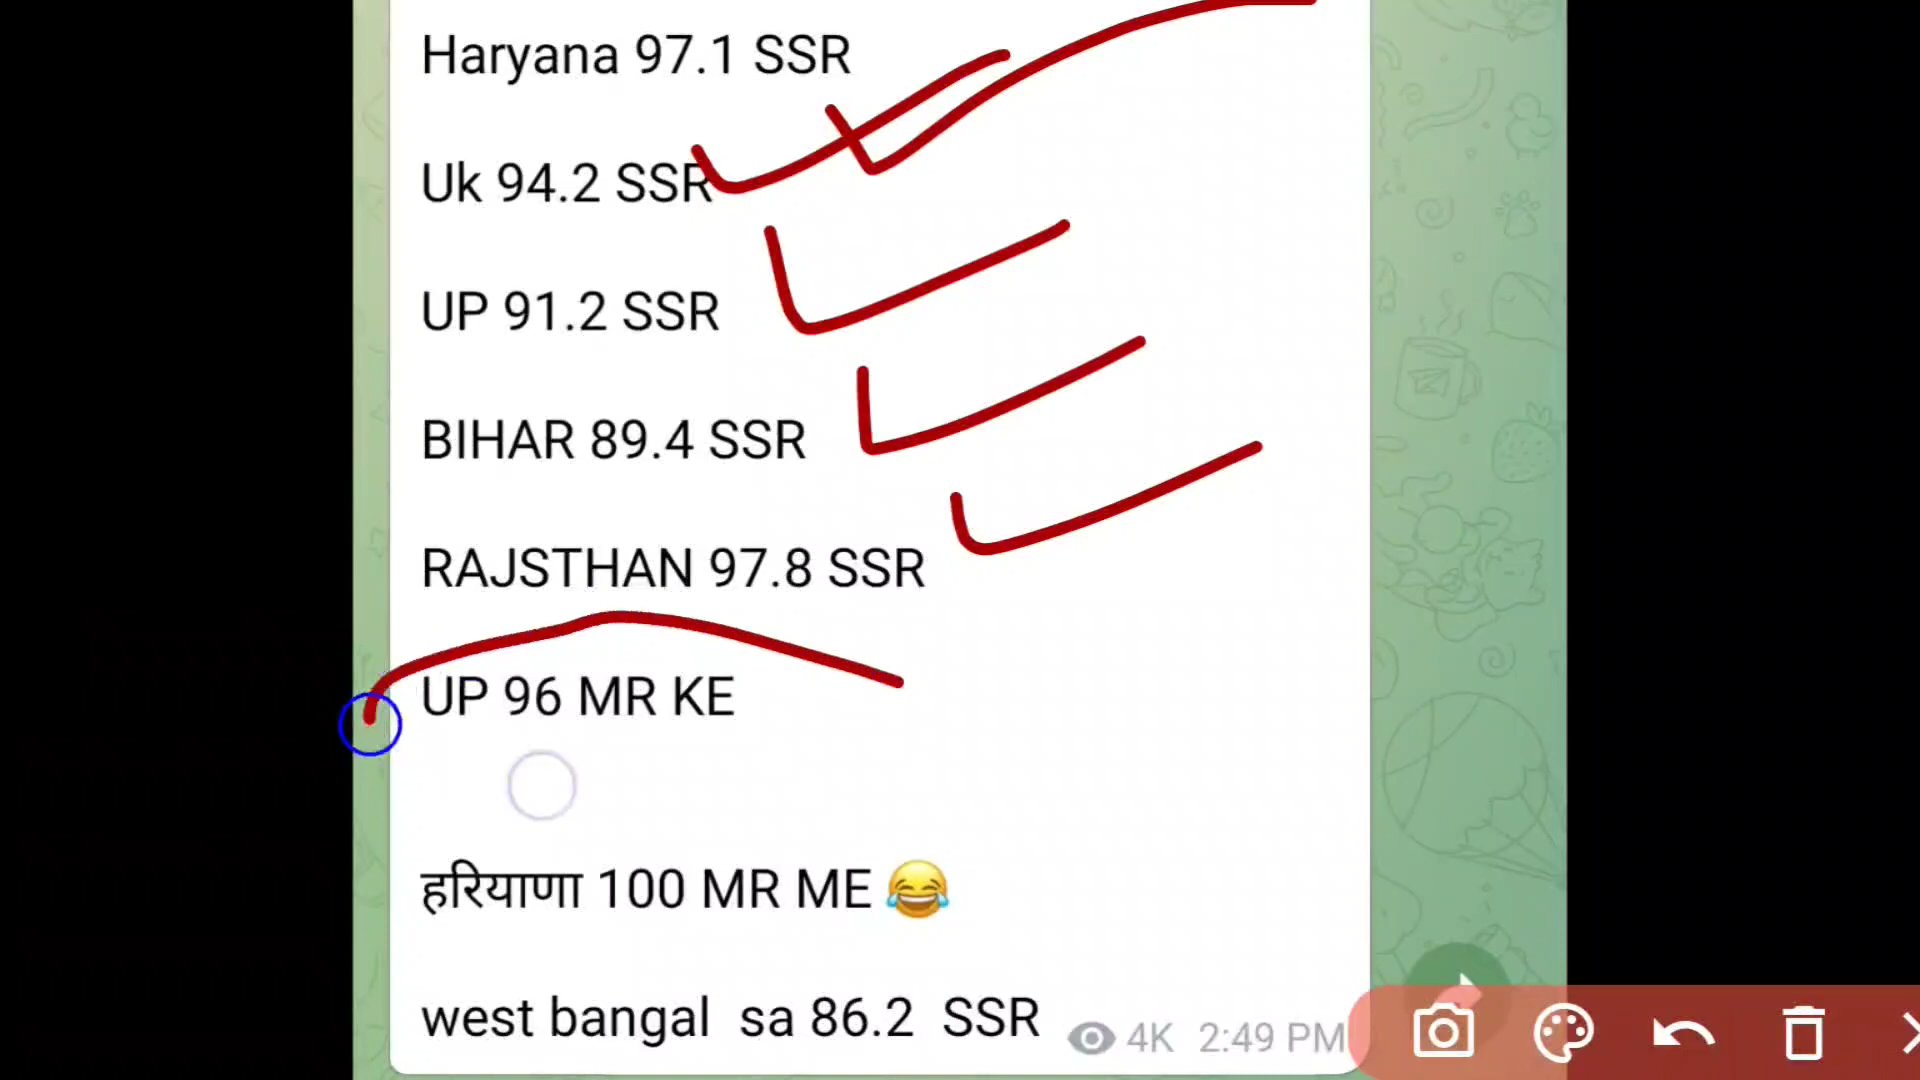 Haryana 97.1 SSR
Uk 94.2 SSR
UP 91.2 SSR
BIHAR 89.4 SSR
RAJSTHAN 97.8 SSR
UP 96 MR KE
हरियाणा 100 MR ME 😂
west bangal sa 86.2 SSR
4K 2:49 PM